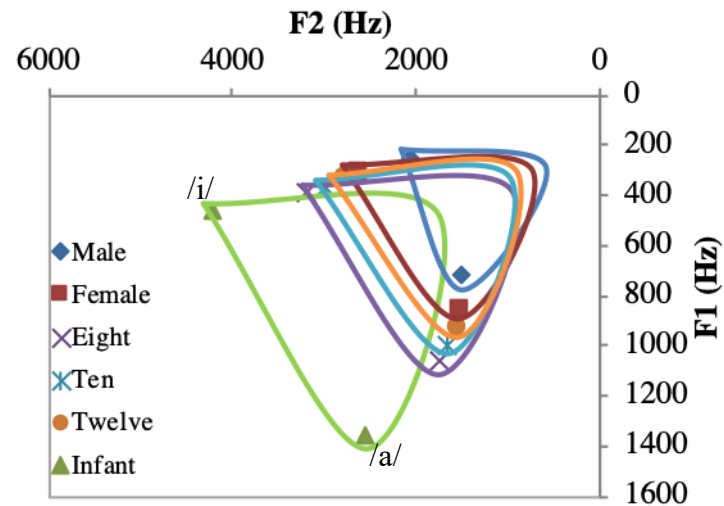 F2 (Hz)
6000 4000 2000 0
0
200
/i/
400
Male
600
Female
800
Eight
1000
Ten
1200
Twelve
1400
Infant
/a/
1600
F1 (Hz)